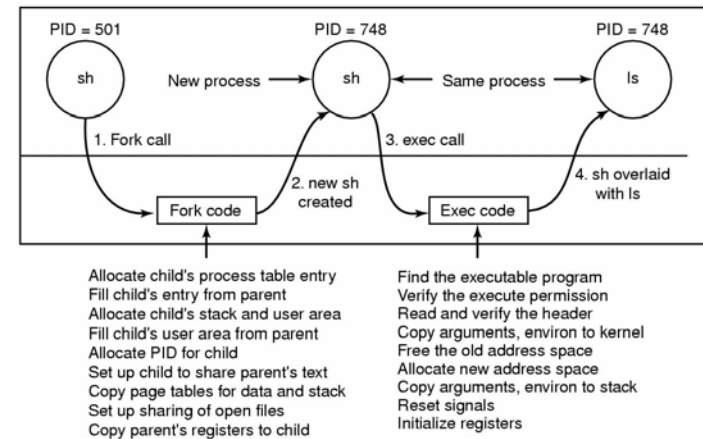 PID = 501
PID = 748
PID = 748
sh
New process
sh
Same process
ls
1. Fork call
3. exec call
2. new sh
created
4. sh overlaid
with ls
Fork code
Exec code
Allocate child's process table entry
Fill child's entry from parent
Allocate child's stack and user area
Fill child's user area from parent
Allocate PID for child
Set up child to share parent's text
Copy page tables for data and stack
Set up sharing of open files
Copy parent's registers to child
Find the executable program
Verify the execute permission
Read and verify the header
Copy arguments, environ to kernel
Free the old address space
Allocate new address space
Copy arguments, environ to stack
Reset signals
Initialize registers